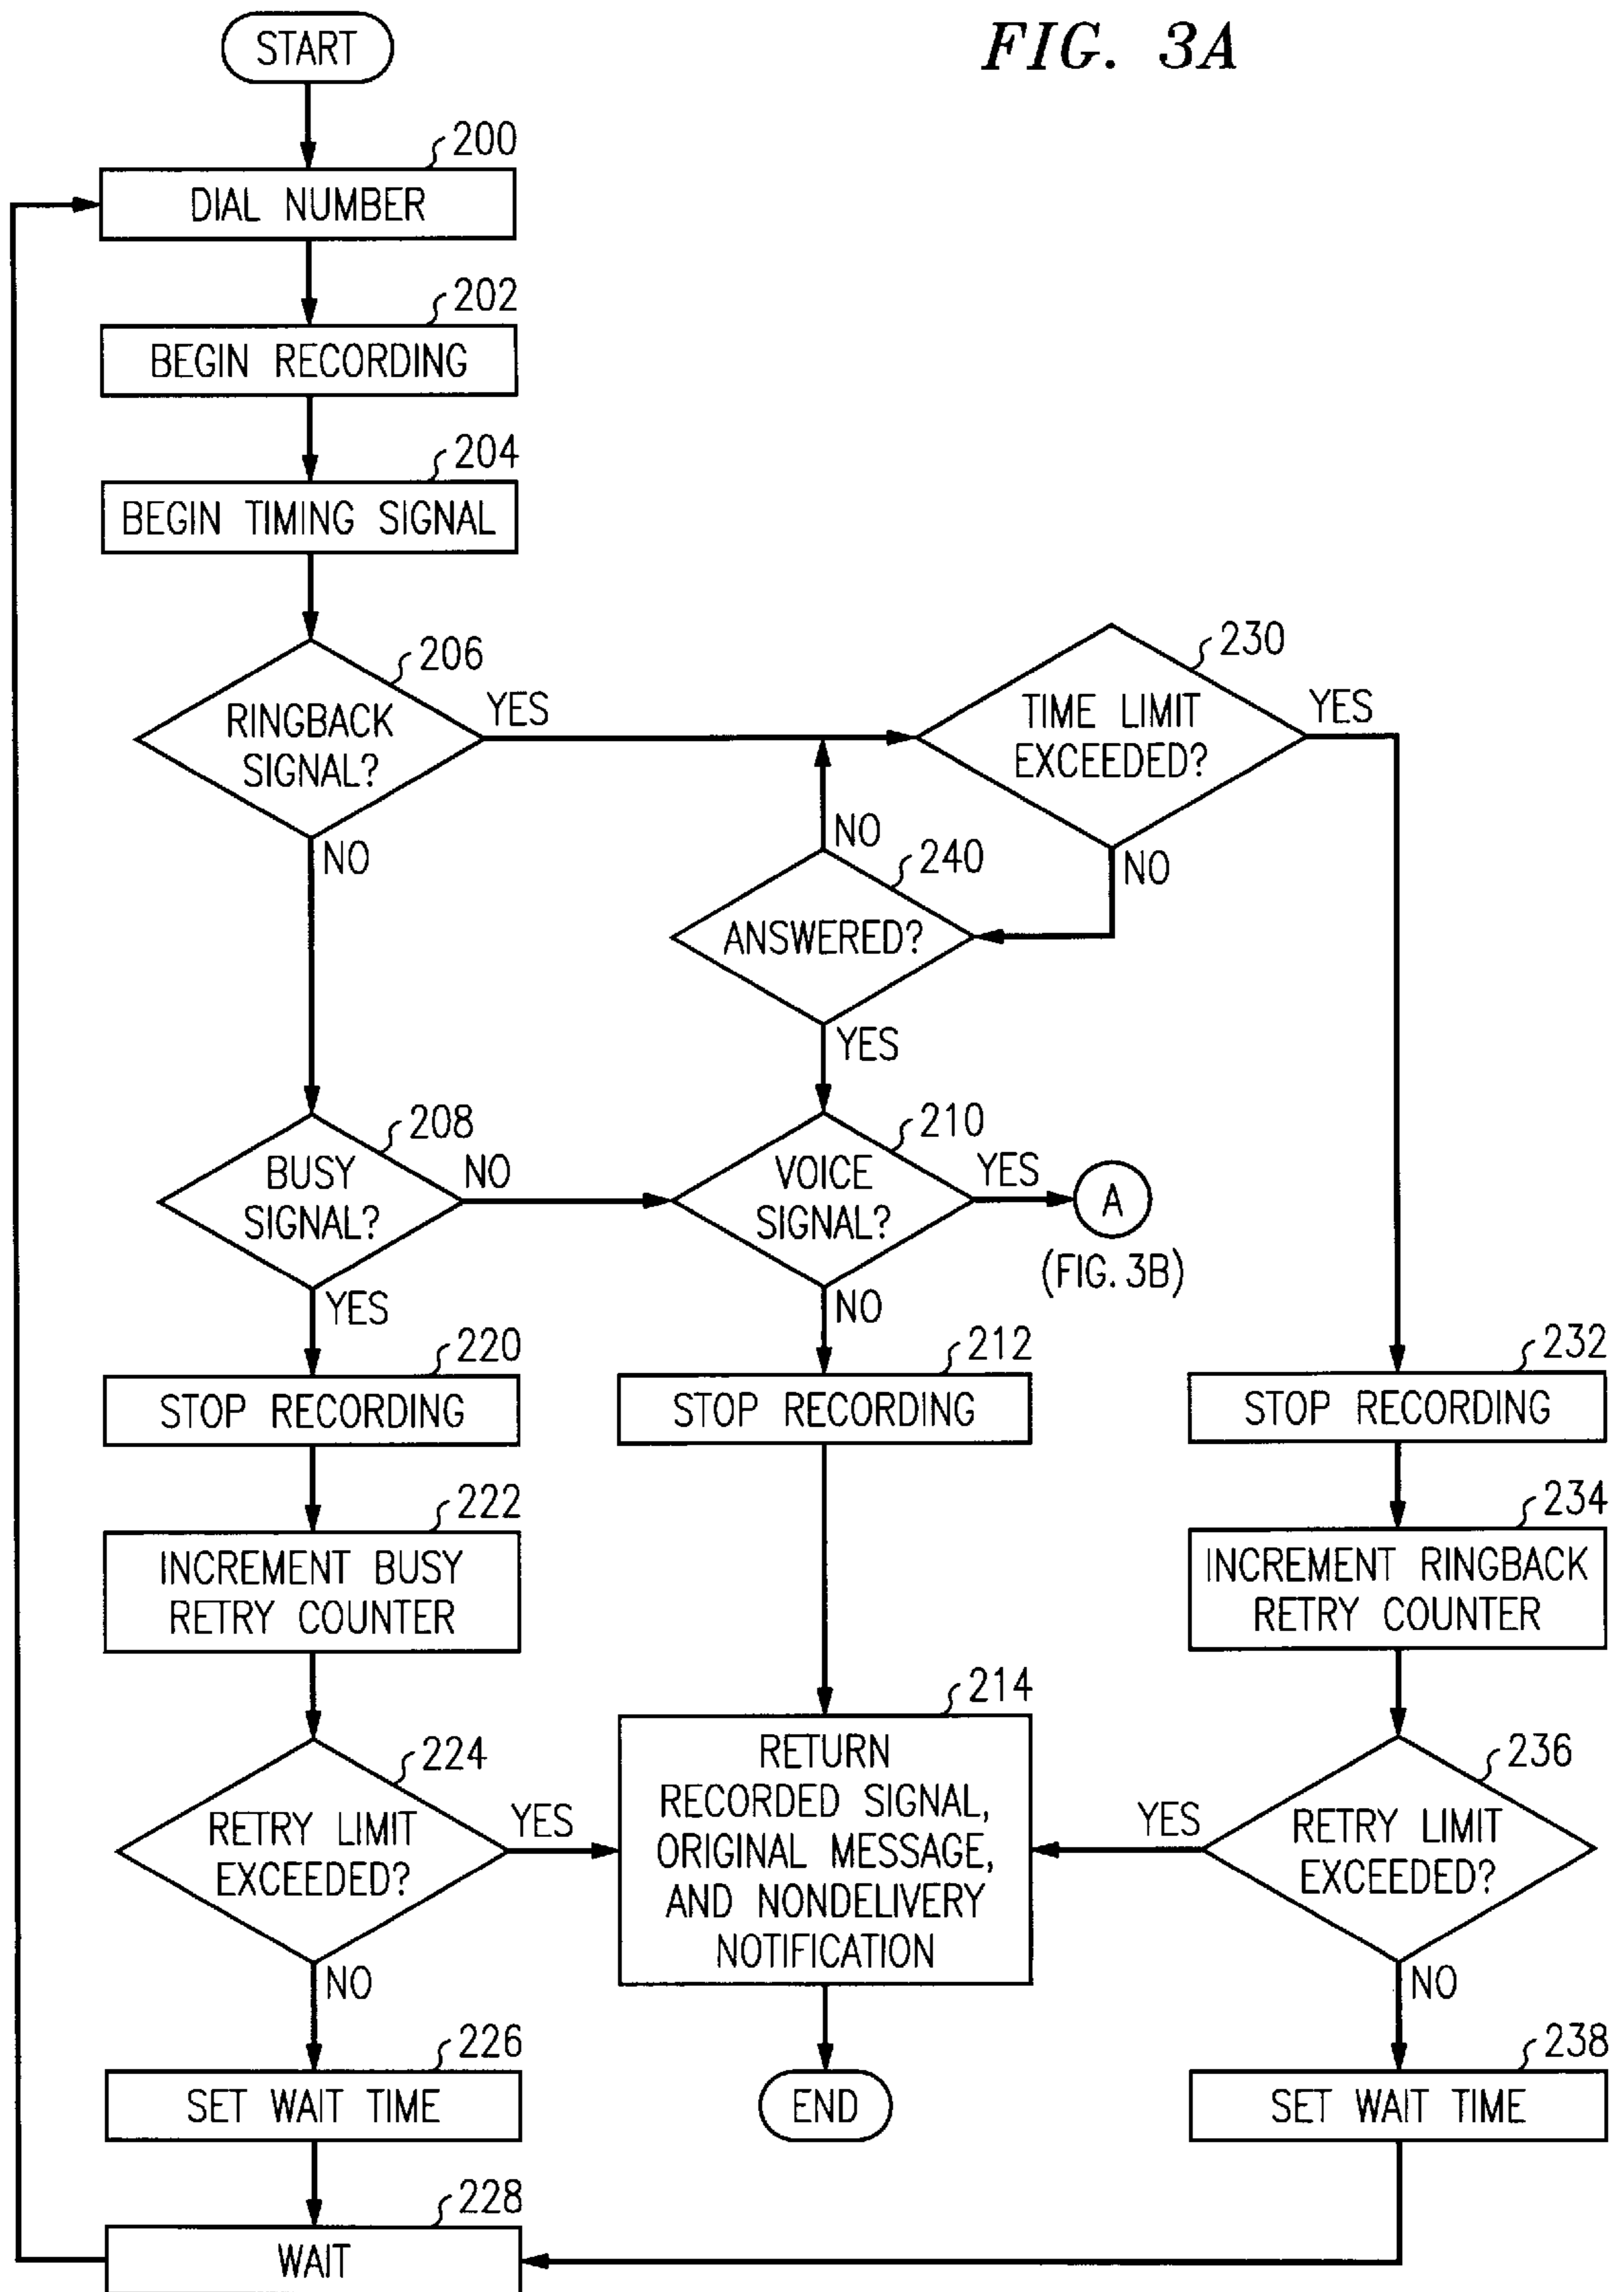 FIG. 3A
START
200
DIAL NUMBER
202
BEGIN RECORDING
204
BEGIN TIMING SIGNAL
206
RINGBACK
SIGNAL?
YES
NO
230
TIME LIMIT
EXCEEDED?
YES
NO
240
ANSWERED?
NO
YES
208
BUSY
SIGNAL?
NO
YES
210
VOICE
SIGNAL?
YES
A
(FIG. 3B)
NO
220
STOP RECORDING
212
STOP RECORDING
232
STOP RECORDING
222
INCREMENT BUSY
RETRY COUNTER
234
INCREMENT RINGBACK
RETRY COUNTER
224
RETRY LIMIT
EXCEEDED?
YES
NO
214
RETURN
RECORDED SIGNAL,
ORIGINAL MESSAGE,
AND NONDELIVERY
NOTIFICATION
236
RETRY LIMIT
EXCEEDED?
YES
NO
226
SET WAIT TIME
END
238
SET WAIT TIME
228
WAIT